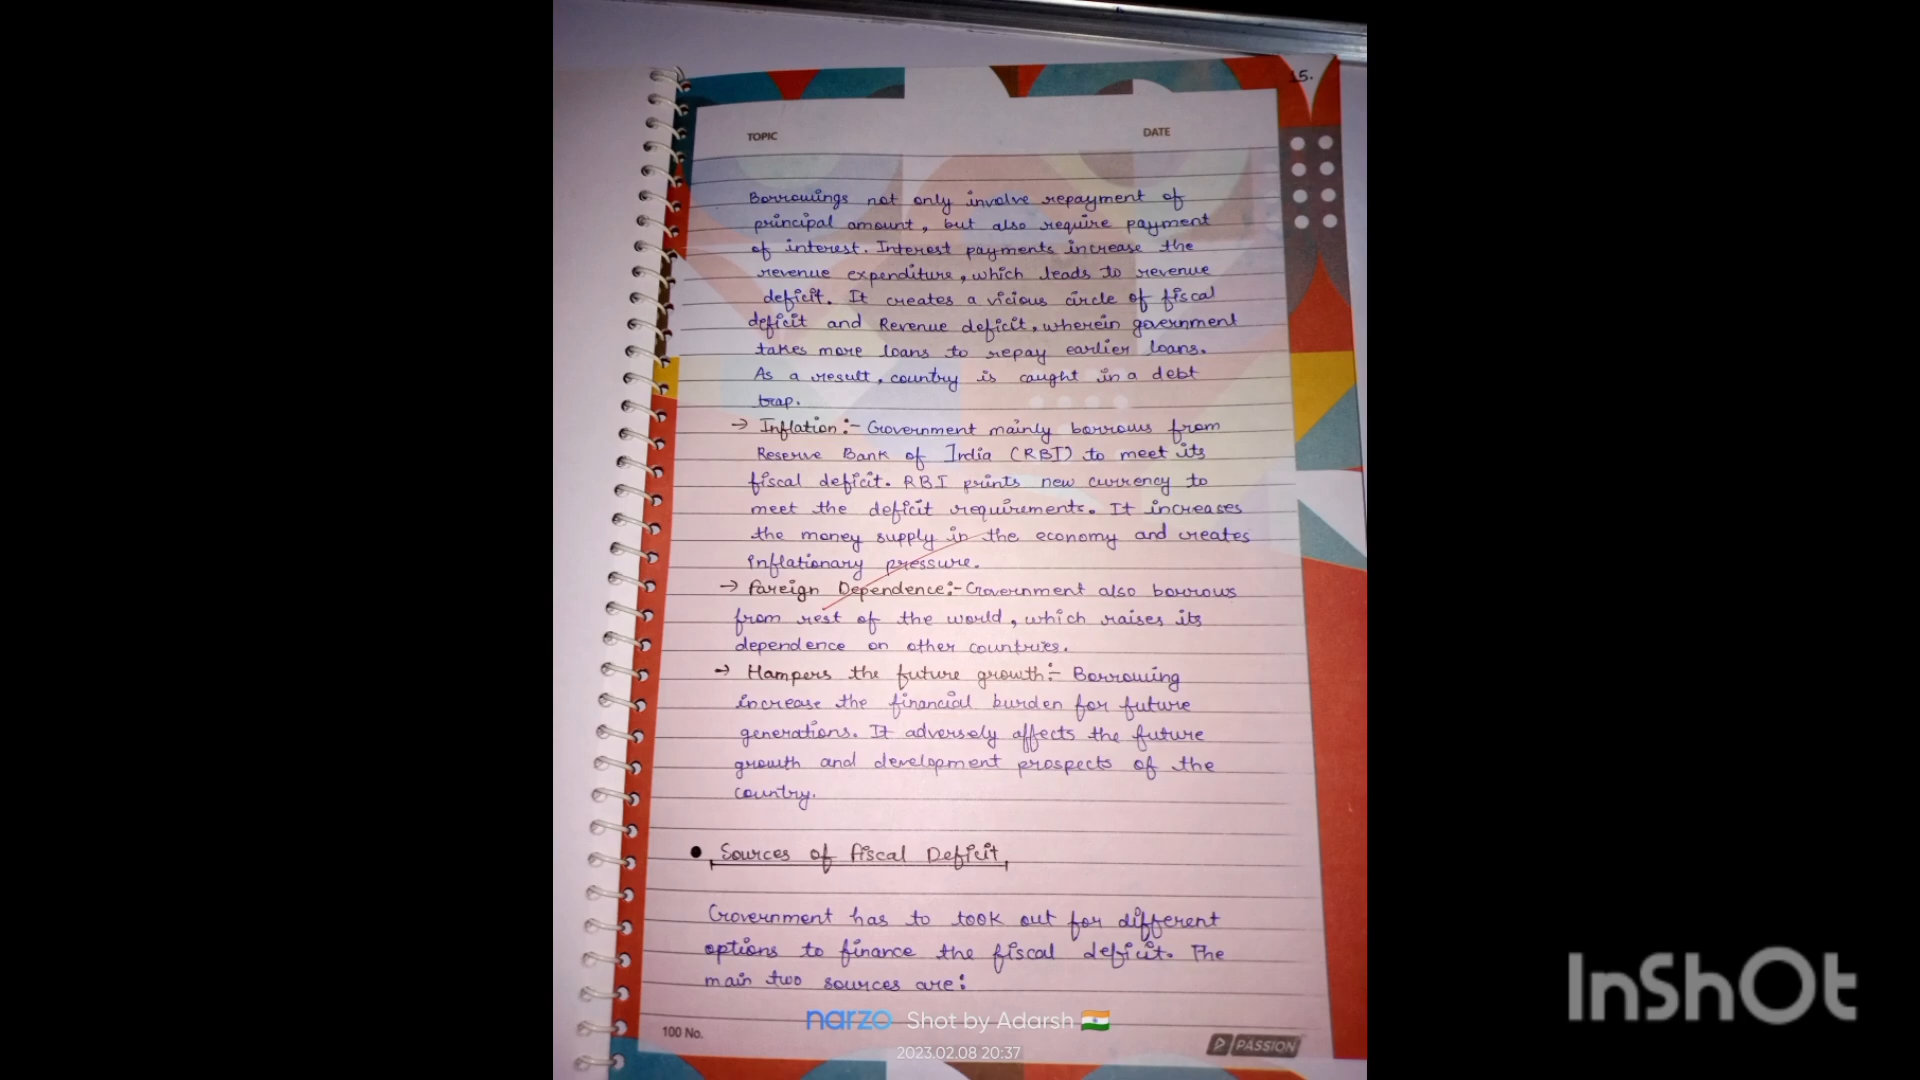 15.
TOPIC
DATE
Borrowings not only involve repayment of
principal amount, but also require payment
of interest. Interest payments increase the
revenue expenditure, which leads to revenue
deficit. It creates a vicious circle of fiscal
deficit and Revenue deficit, wherein government
takes more loans to repay earlier loans.
As a result, country is caught in a debt
trap.
→ Inflation:- Government mainly borrows from
Reserve Bank of India (RBI) to meet its
fiscal deficit. RBI prints new currency to
meet the deficit requirements. It increases
the money supply in the economy and creates
inflationary pressure.
→ Foreign Dependence:- Government also borrows
from rest of the world, which raises its
dependence on other countries.
→ Hampers the future growth:- Borrowing
increase the financial burden for future
generations. It adversely affects the future
growth and development prospects of the
country.
• Sources of Fiscal Deficit
Government has to took out for different
options to finance the fiscal deficit. The
main two sources are:
narzo Shot by Adarsh 🇮🇳
2023.02.08 20:37
100 No.
PASSION
InShOt